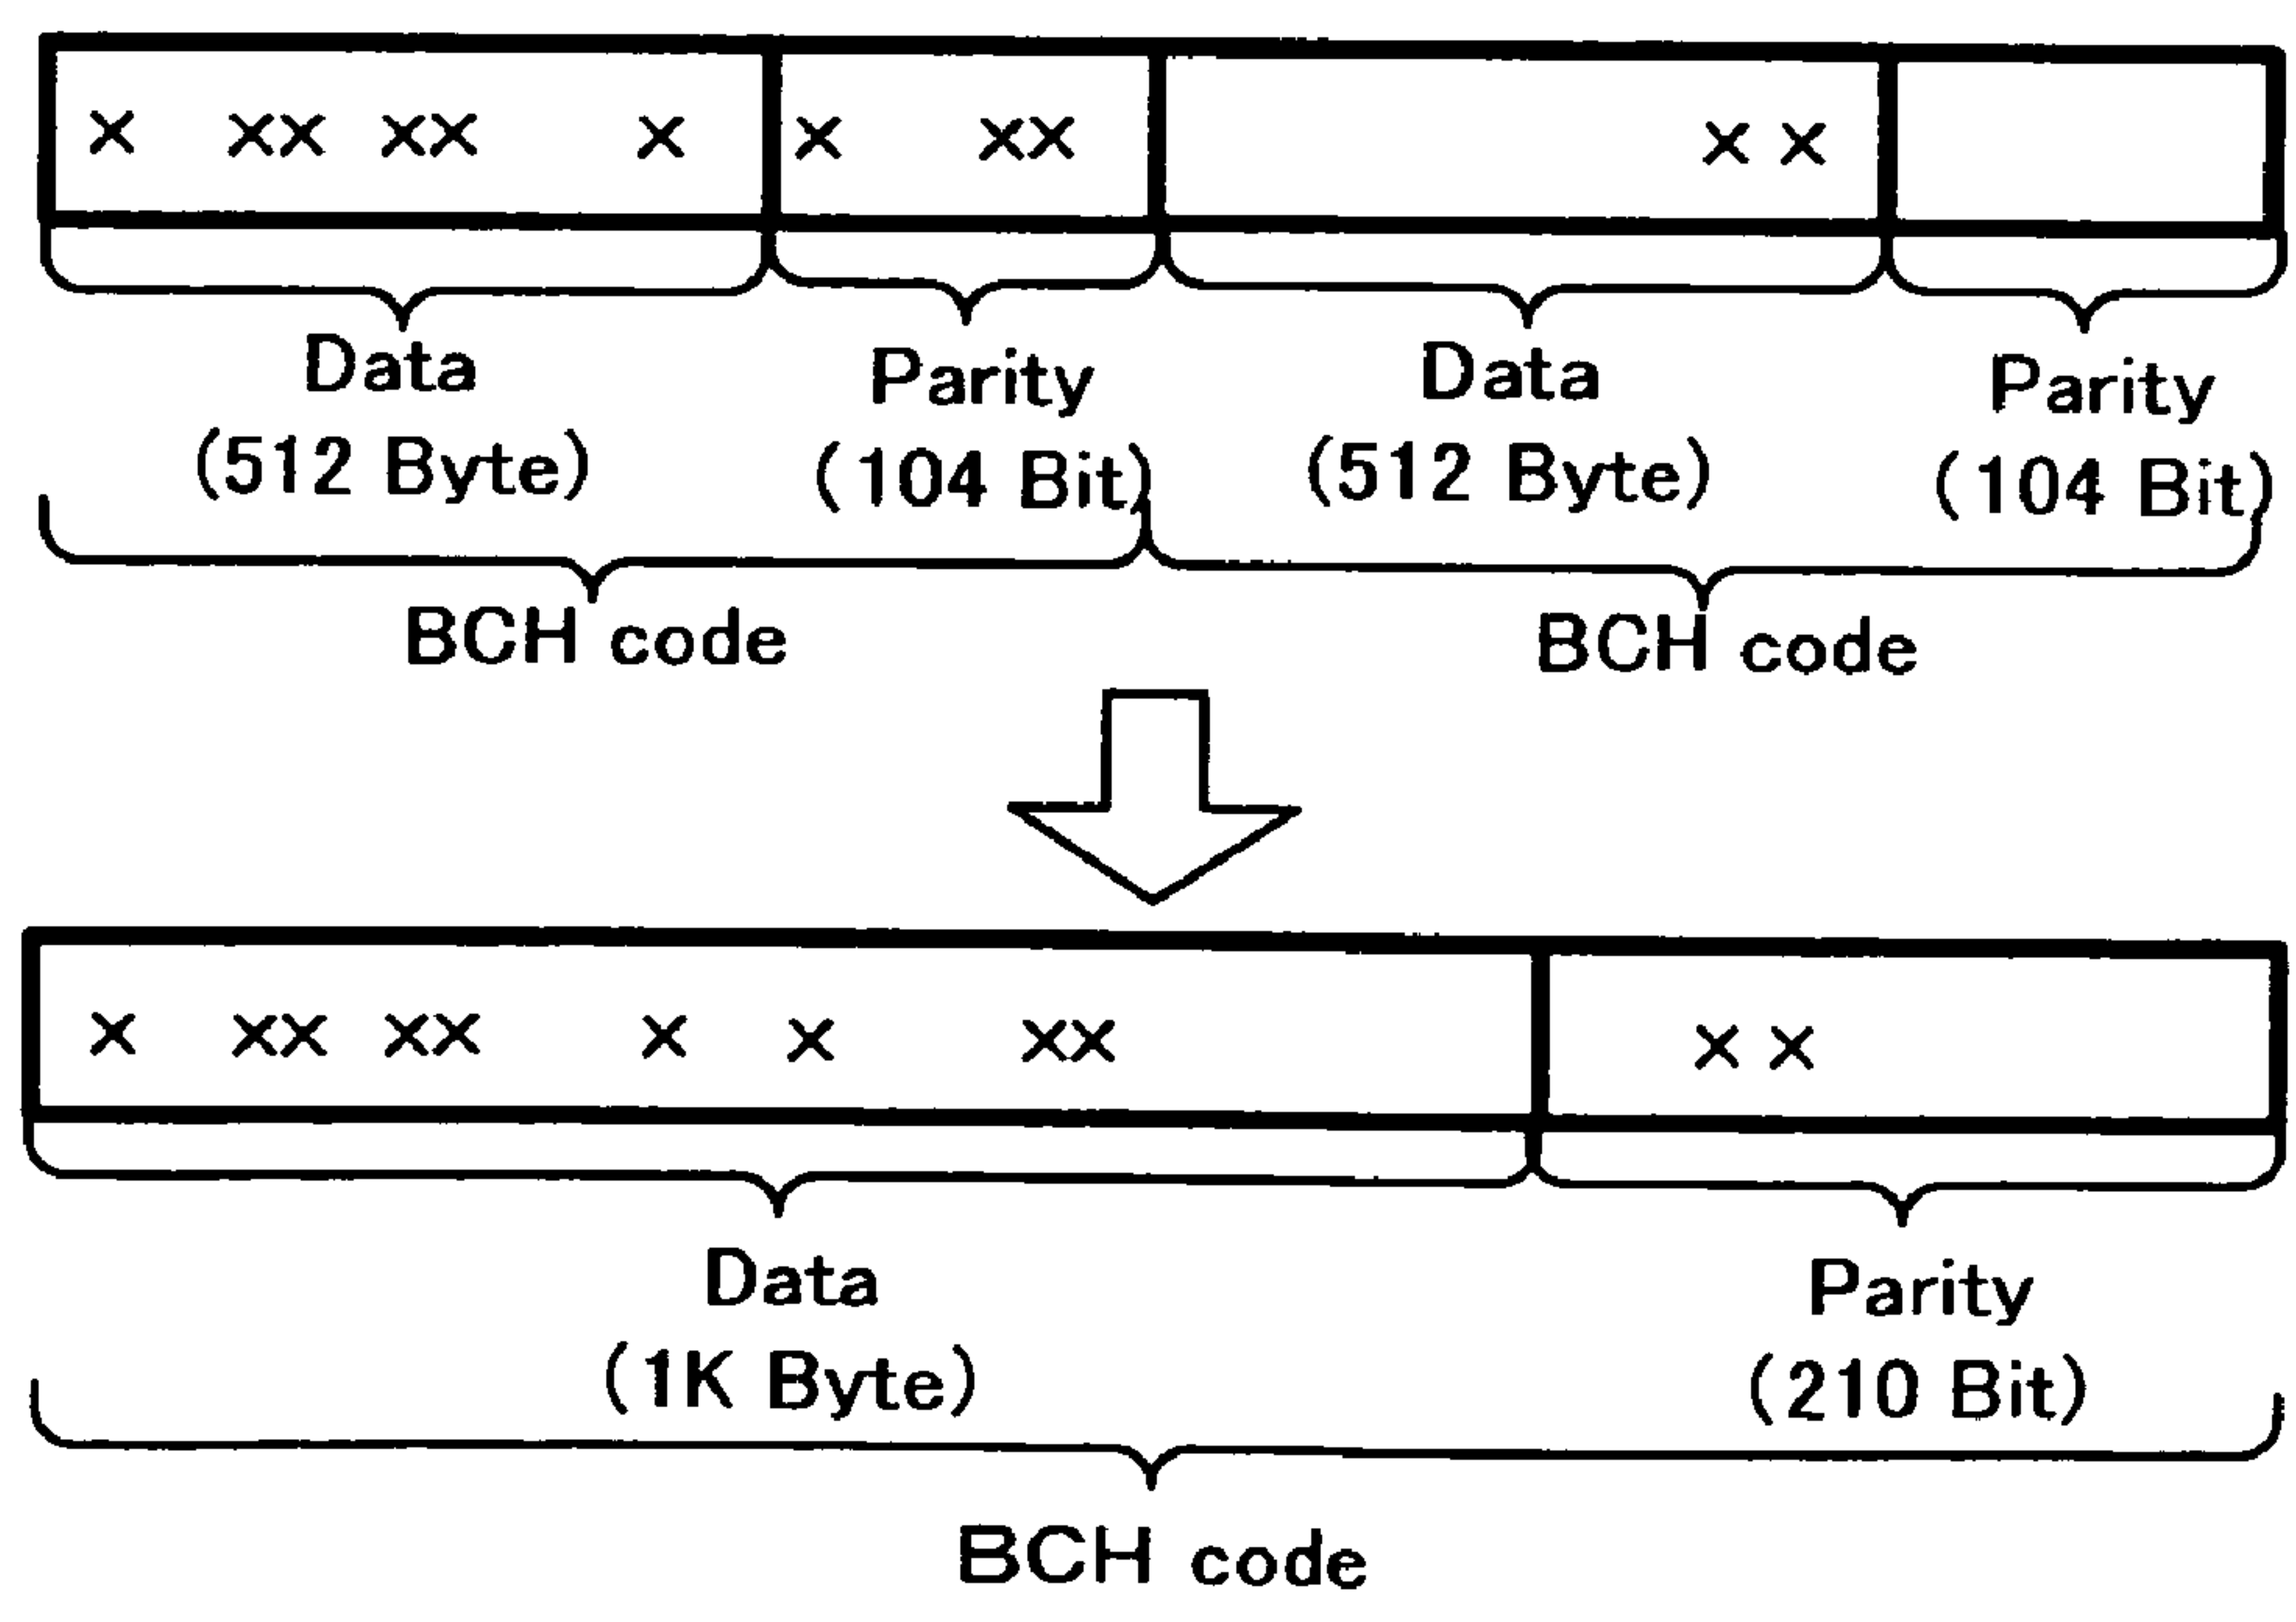 × ×× ×× × × ×× × ×
Data Parity Data Parity
(512 Byte) (104 Bit) (512 Byte) (104 Bit)
BCH code BCH code
× ×× ×× × × ×× × ×
Data Parity
(1K Byte) (210 Bit)
BCH code